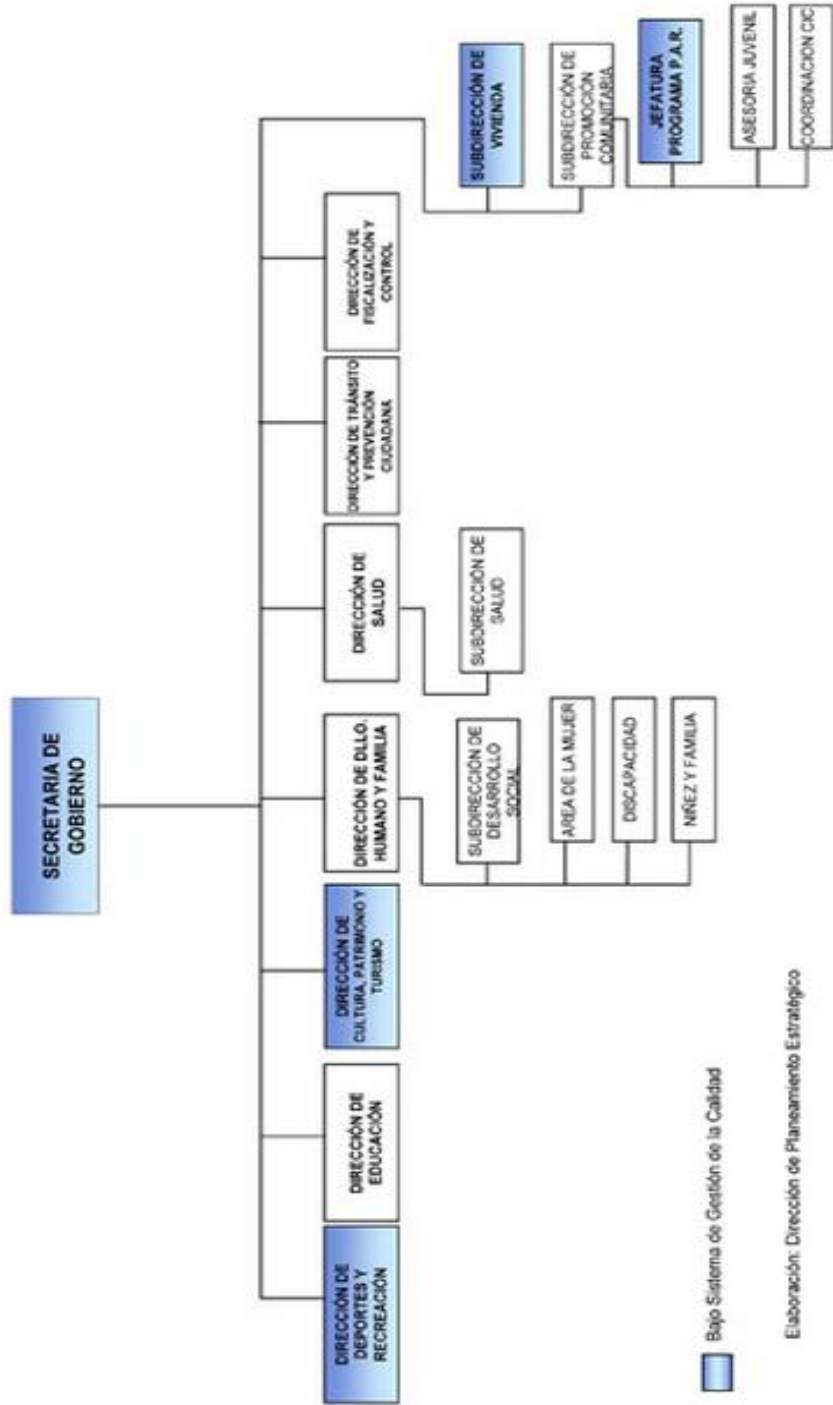 SECRETARIA DE
GOBIERNO
DIRECCIÓN DE
DEPORTES Y
RECREACIÓN
DIRECCIÓN DE
EDUCACIÓN
DIRECCIÓN DE
CULTURA, PATRIMONIO Y
TURISMO
DIRECCIÓN DE DLLO.
HUMANO Y FAMILIA
DIRECCIÓN DE
SALUD
DIRECCIÓN DE TRÁNSITO
Y PREVENCIÓN
CIUDADANA
DIRECCIÓN DE
FISCALIZACIÓN Y
CONTROL
SUBDIRECCIÓN DE
DESARROLLO
SOCIAL
AREA DE LA MUJER
DISCAPACIDAD
NIÑEZ Y FAMILIA
SUBDIRECCIÓN DE
SALUD
SUBDIRECCIÓN DE
VIVIENDA
SUBDIRECCIÓN DE
PROMOCIÓN
COMUNITARIA
JEFATURA
PROGRAMA P.A.R.
ASESORIA JUVENIL
COORDINACION CIC
Bajo Sistema de Gestión de la Calidad
Elaboración: Dirección de Planeamiento Estratégico